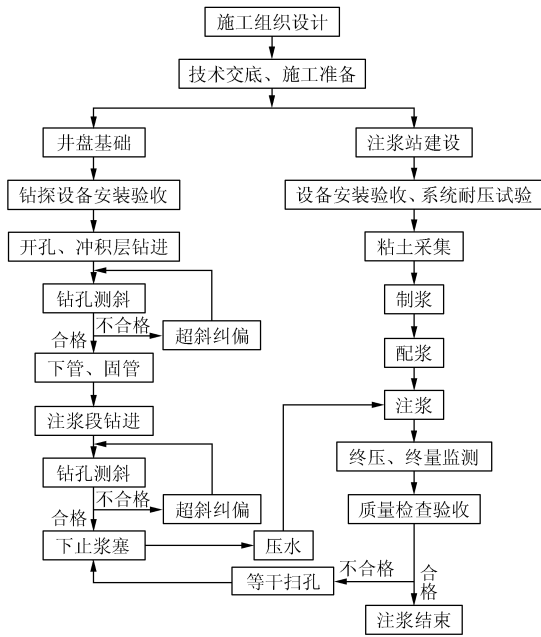 施工组织设计
技术交底、施工准备
井盘基础
注浆站建设
钻探设备安装验收
设备安装验收、系统耐压试验
开孔、冲积层钻进
粘土采集
钻孔测斜
制浆
合格
不合格
超斜纠偏
配浆
下管、固管
注浆段钻进
注浆
钻孔测斜
终压、终量监测
合格
不合格
超斜纠偏
质量检查验收
下止浆塞
压水
等干扫孔
不合格
合格
注浆结束